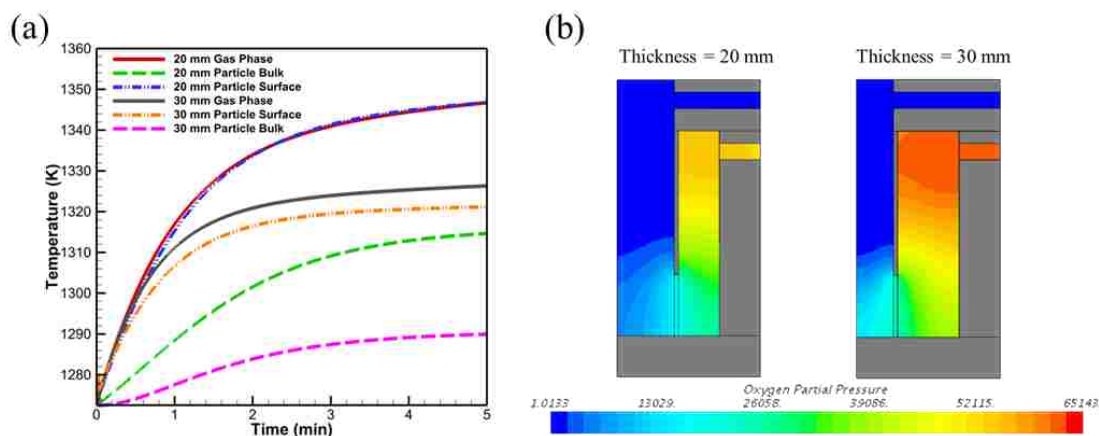 (a)
1360
1350
1340
1330
1320
1310
1300
1290
1280
Temperature (K)
20 mm Gas Phase
20 mm Particle Bulk
20 mm Particle Surface
30 mm Gas Phase
30 mm Particle Surface
30 mm Particle Bulk
0
1
2
3
4
5
Time (min)
(b)
Thickness = 20 mm
Thickness = 30 mm
Oxygen Partial Pressure
1.0133 13029. 26058. 39086. 52115. 65143